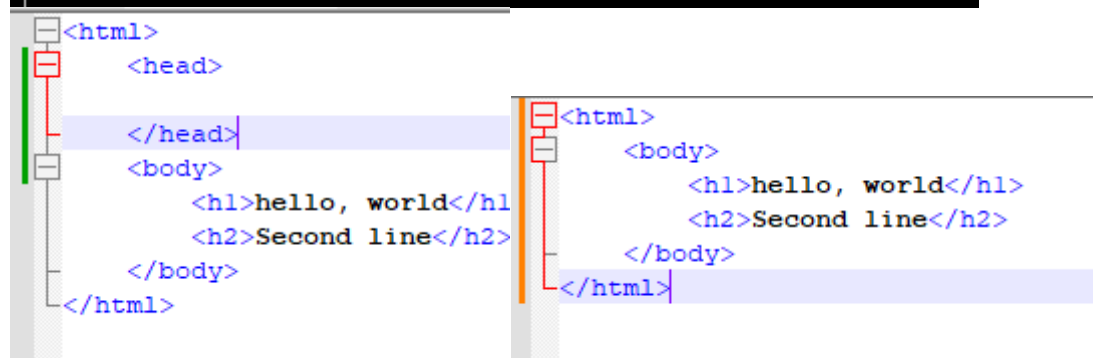 <html>
<head>
</head>
<body>
<h1>hello, world</h1
<h2>Second line</h2>
</body>
</html>
<html>
<body>
<h1>hello, world</h1>
<h2>Second line</h2>
</body>
</html>